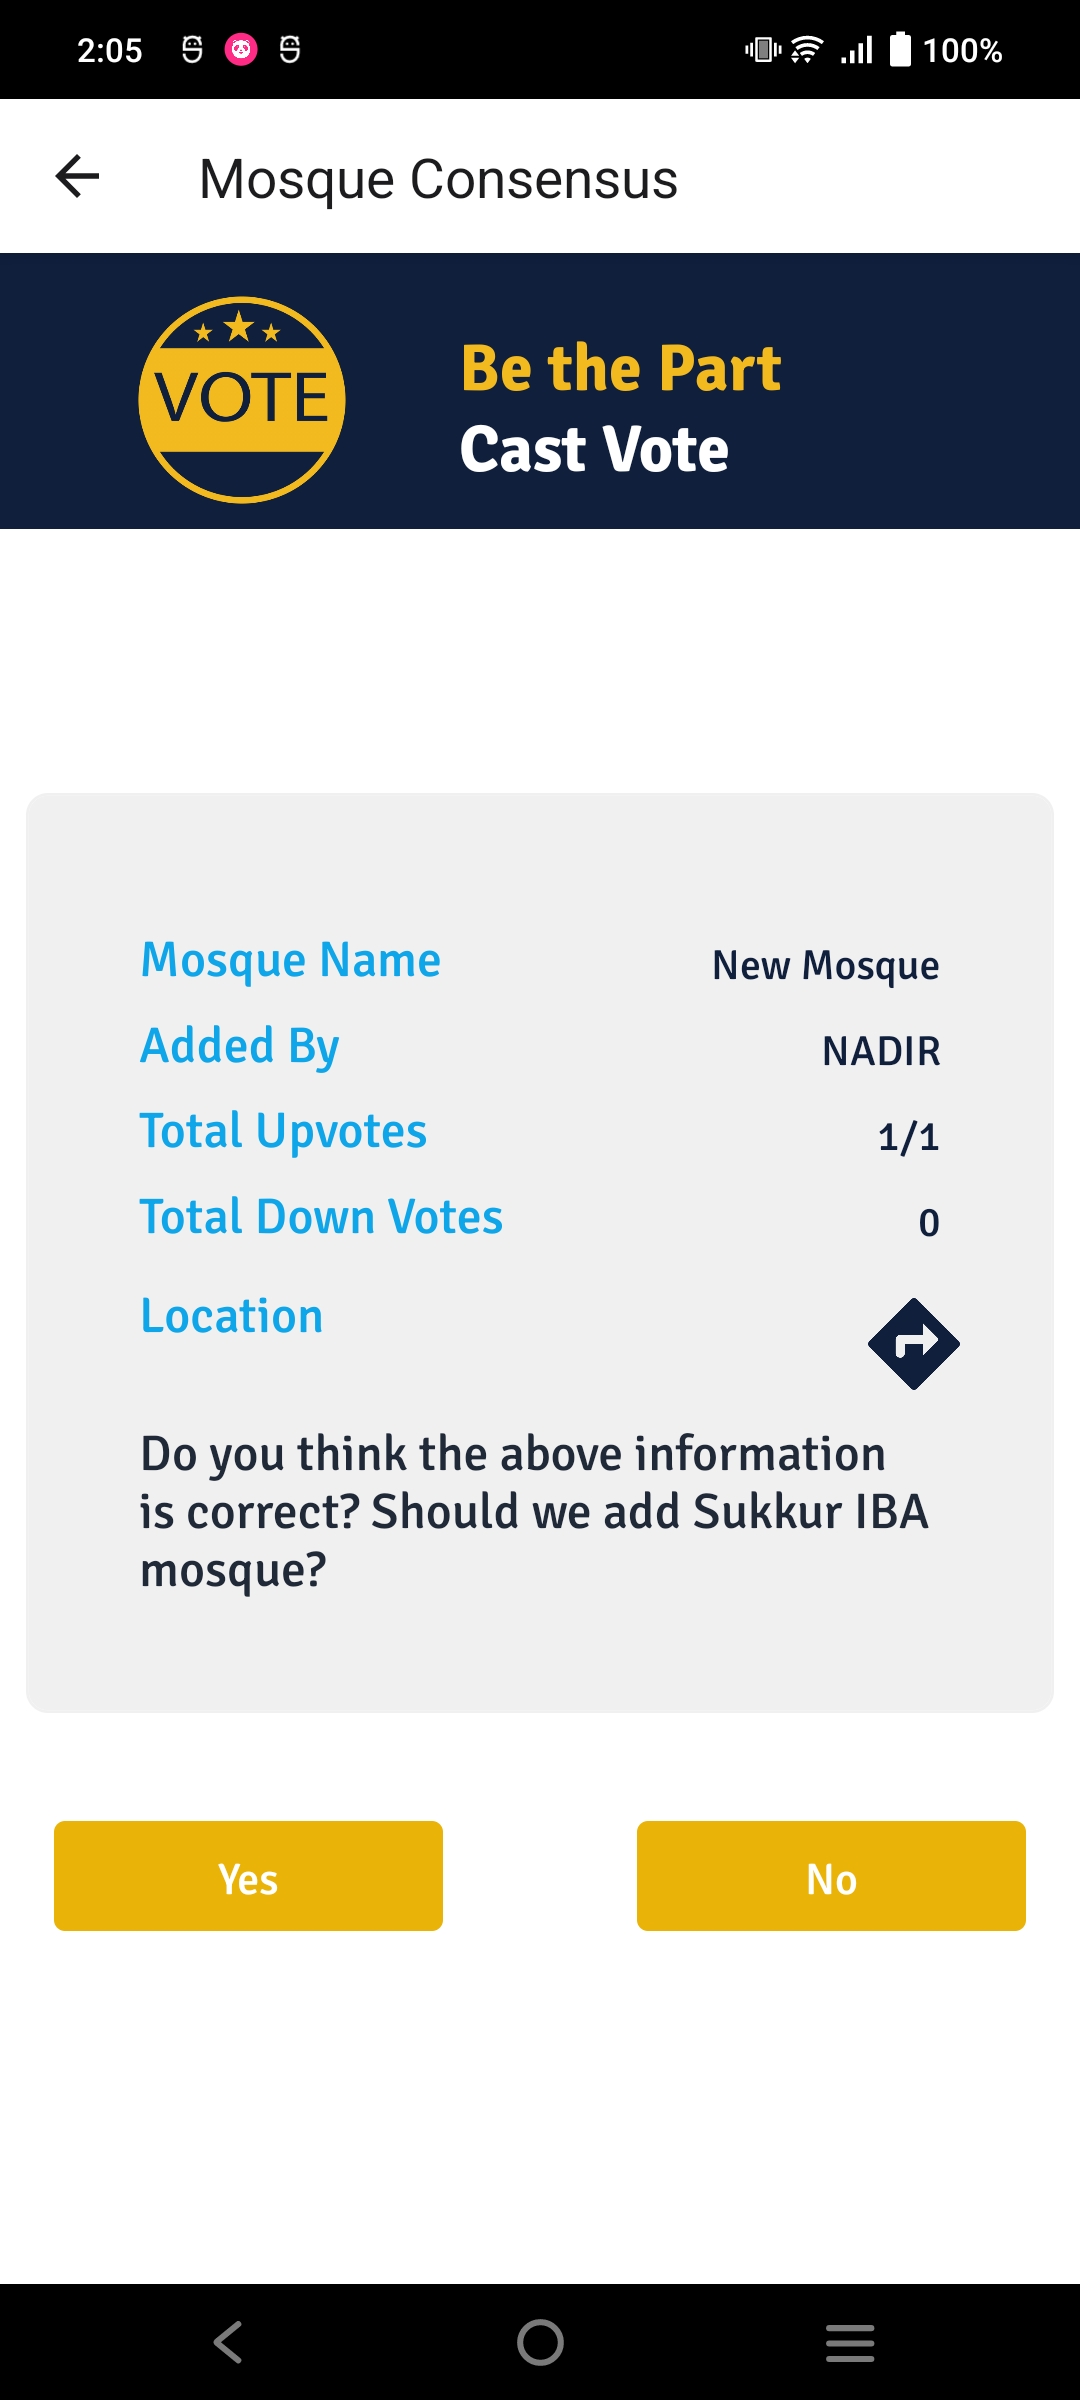 2:05
100%
Mosque Consensus
VOTE
Be the Part
Cast Vote
Mosque Name New Mosque
Added By NADIR
Total Upvotes 1/1
Total Down Votes 0
Location
Do you think the above information
is correct? Should we add Sukkur IBA
mosque?
Yes No